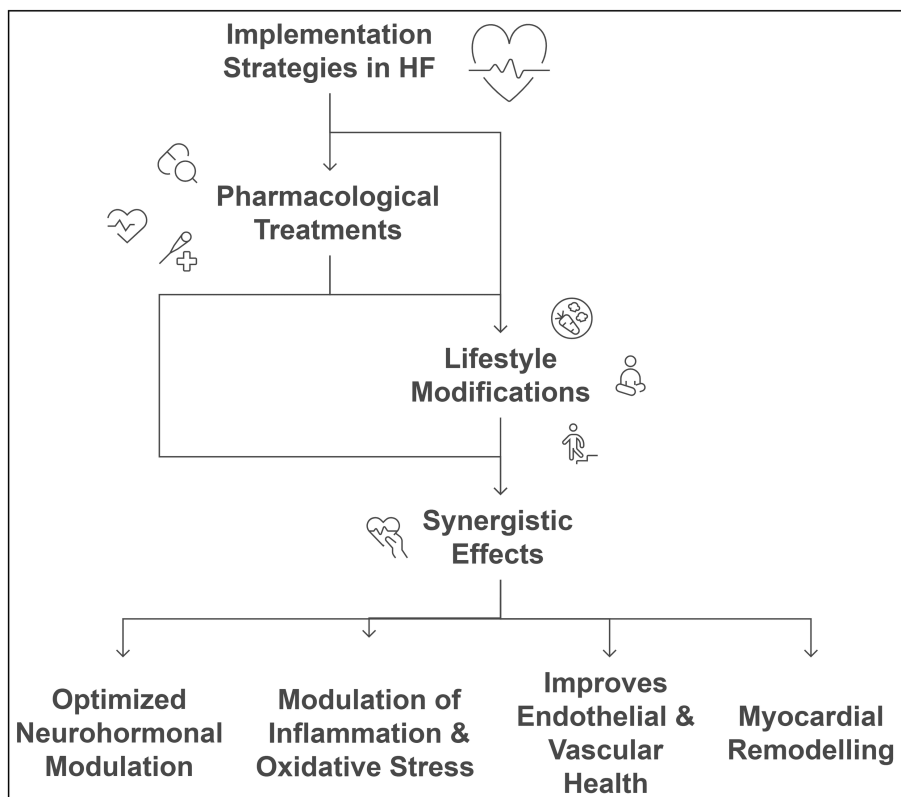 Implementation
Strategies in HF
Pharmacological
Treatments
Lifestyle
Modifications
Synergistic
Effects
Optimized
Neurohormonal
Modulation
Modulation of
Inflammation &
Oxidative Stress
Improves
Endothelial &
Vascular
Health
Myocardial
Remodelling